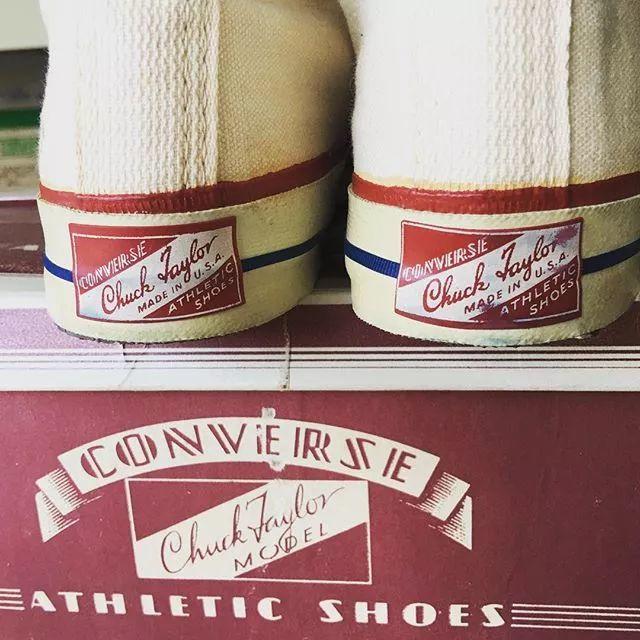 CONVERSE
Chuck Taylor
MADE IN U.S.A.
ATHLETIC
SHOES
CONVERSE
Chuck Taylor
MADE IN U.S.A.
ATHLETIC
SHOES
CONVERSE
Chuck Taylor
MODEL
ATHLETIC SHOES